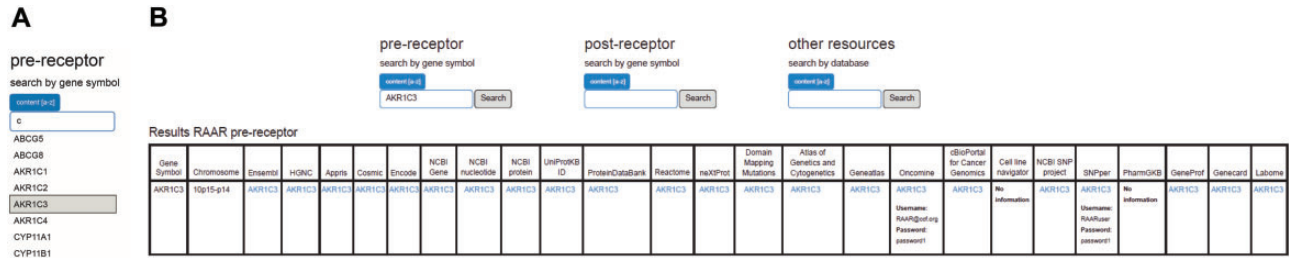 A
pre-receptor
search by gene symbol
content [a-z]
c
ABCG5
ABCG8
AKR1C1
AKR1C2
AKR1C3
AKR1C4
CYP11A1
CYP11B1
B
pre-receptor
search by gene symbol
content [a-z]
AKR1C3 Search
post-receptor
search by gene symbol
content [a-z]
Search
other resources
search by database
content [a-z]
Search
Results RAAR pre-receptor
Gene Symbol Chromosome Ensembl HGNC Appris Cosmic Encode NCBI Gene NCBI nucleotide NCBI protein UniProtKB ID ProteinDataBank Reactome neXtProt Domain Mapping Mutations Atlas of Genetics and Cytogenetics Geneatlas Oncomine cBioPortal for Cancer Genomics Cell line navigator NCBI SNP project SNPper PharmGKB GeneProf Genecard Labome
AKR1C3 10p15-p14 AKR1C3 AKR1C3 AKR1C3 AKR1C3 AKR1C3 AKR1C3 AKR1C3 AKR1C3 AKR1C3 AKR1C3 AKR1C3 AKR1C3 AKR1C3 AKR1C3 AKR1C3 AKR1C3 AKR1C3 No information AKR1C3 AKR1C3 No information AKR1C3 AKR1C3 AKR1C3
Username: Username:
RAAR@oxf.org RAARuser
Password: Password:
password1 password1